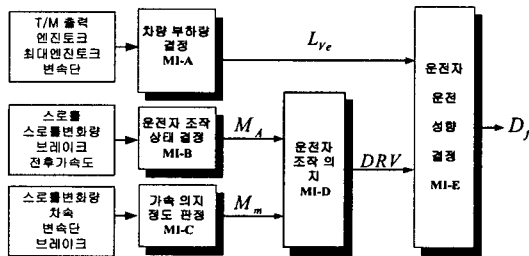 T/M 출력
엔진토크
최대엔진토크
변속단
차량 부하량
결정
MI-A
L_Ve
스로틀
스로틀변화량
브레이크
전후가속도
운전자 조작
상태 결정
MI-B
M_A
스로틀변화량
차속
변속단
브레이크
가속 의지
정도 판정
MI-C
M_m
운전자
조작 의
지
MI-D
DRV
운전자
운전
성향
결정
MI-E
D_f